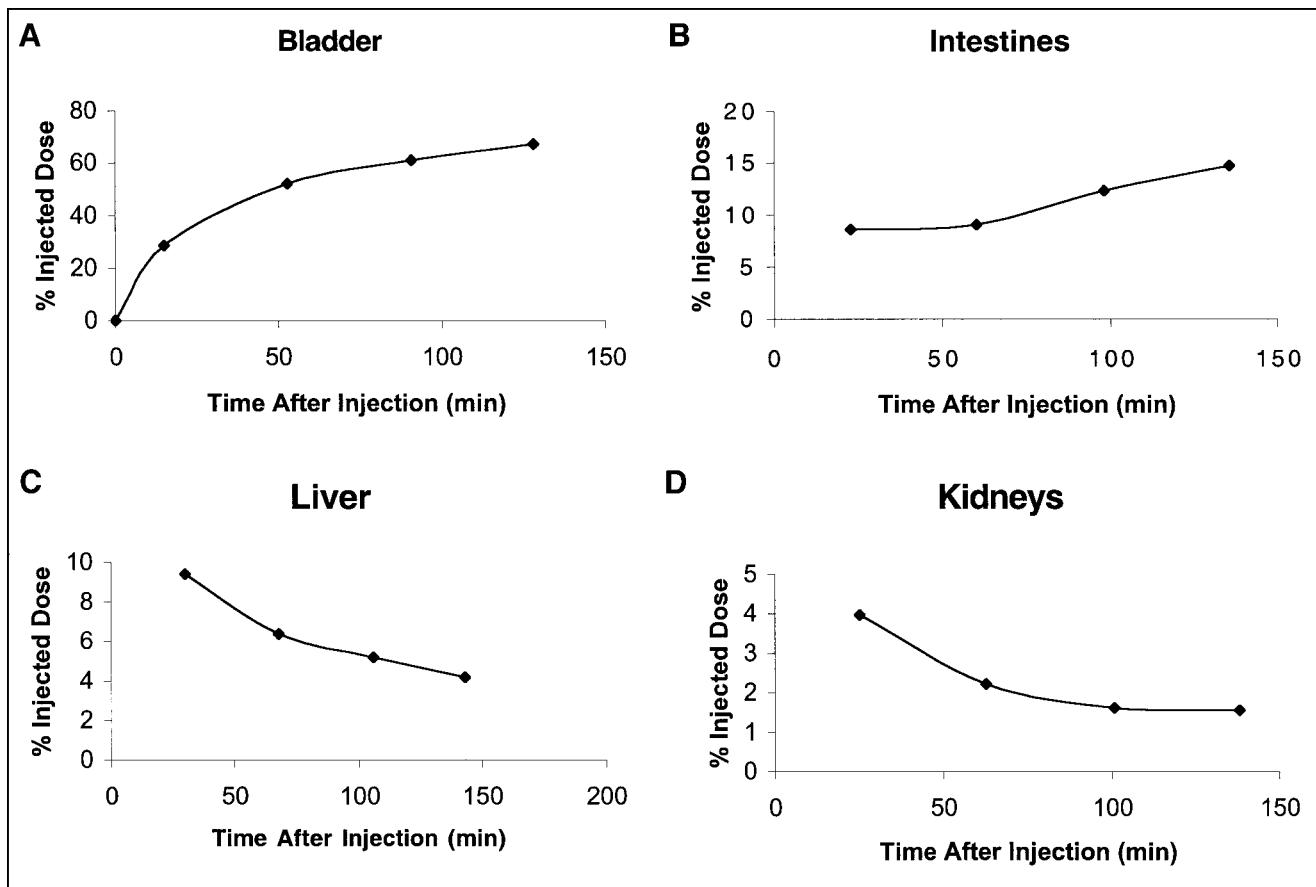 A
Bladder
% Injected Dose
80
60
40
20
0
0 50 100 150
Time After Injection (min)
B
Intestines
% Injected Dose
20
15
10
5
0
0 50 100 150
Time After Injection (min)
C
Liver
% Injected Dose
10
8
6
4
2
0
0 50 100 150 200
Time After Injection (min)
D
Kidneys
% Injected Dose
5
4
3
2
1
0
0 50 100 150
Time After Injection (min)